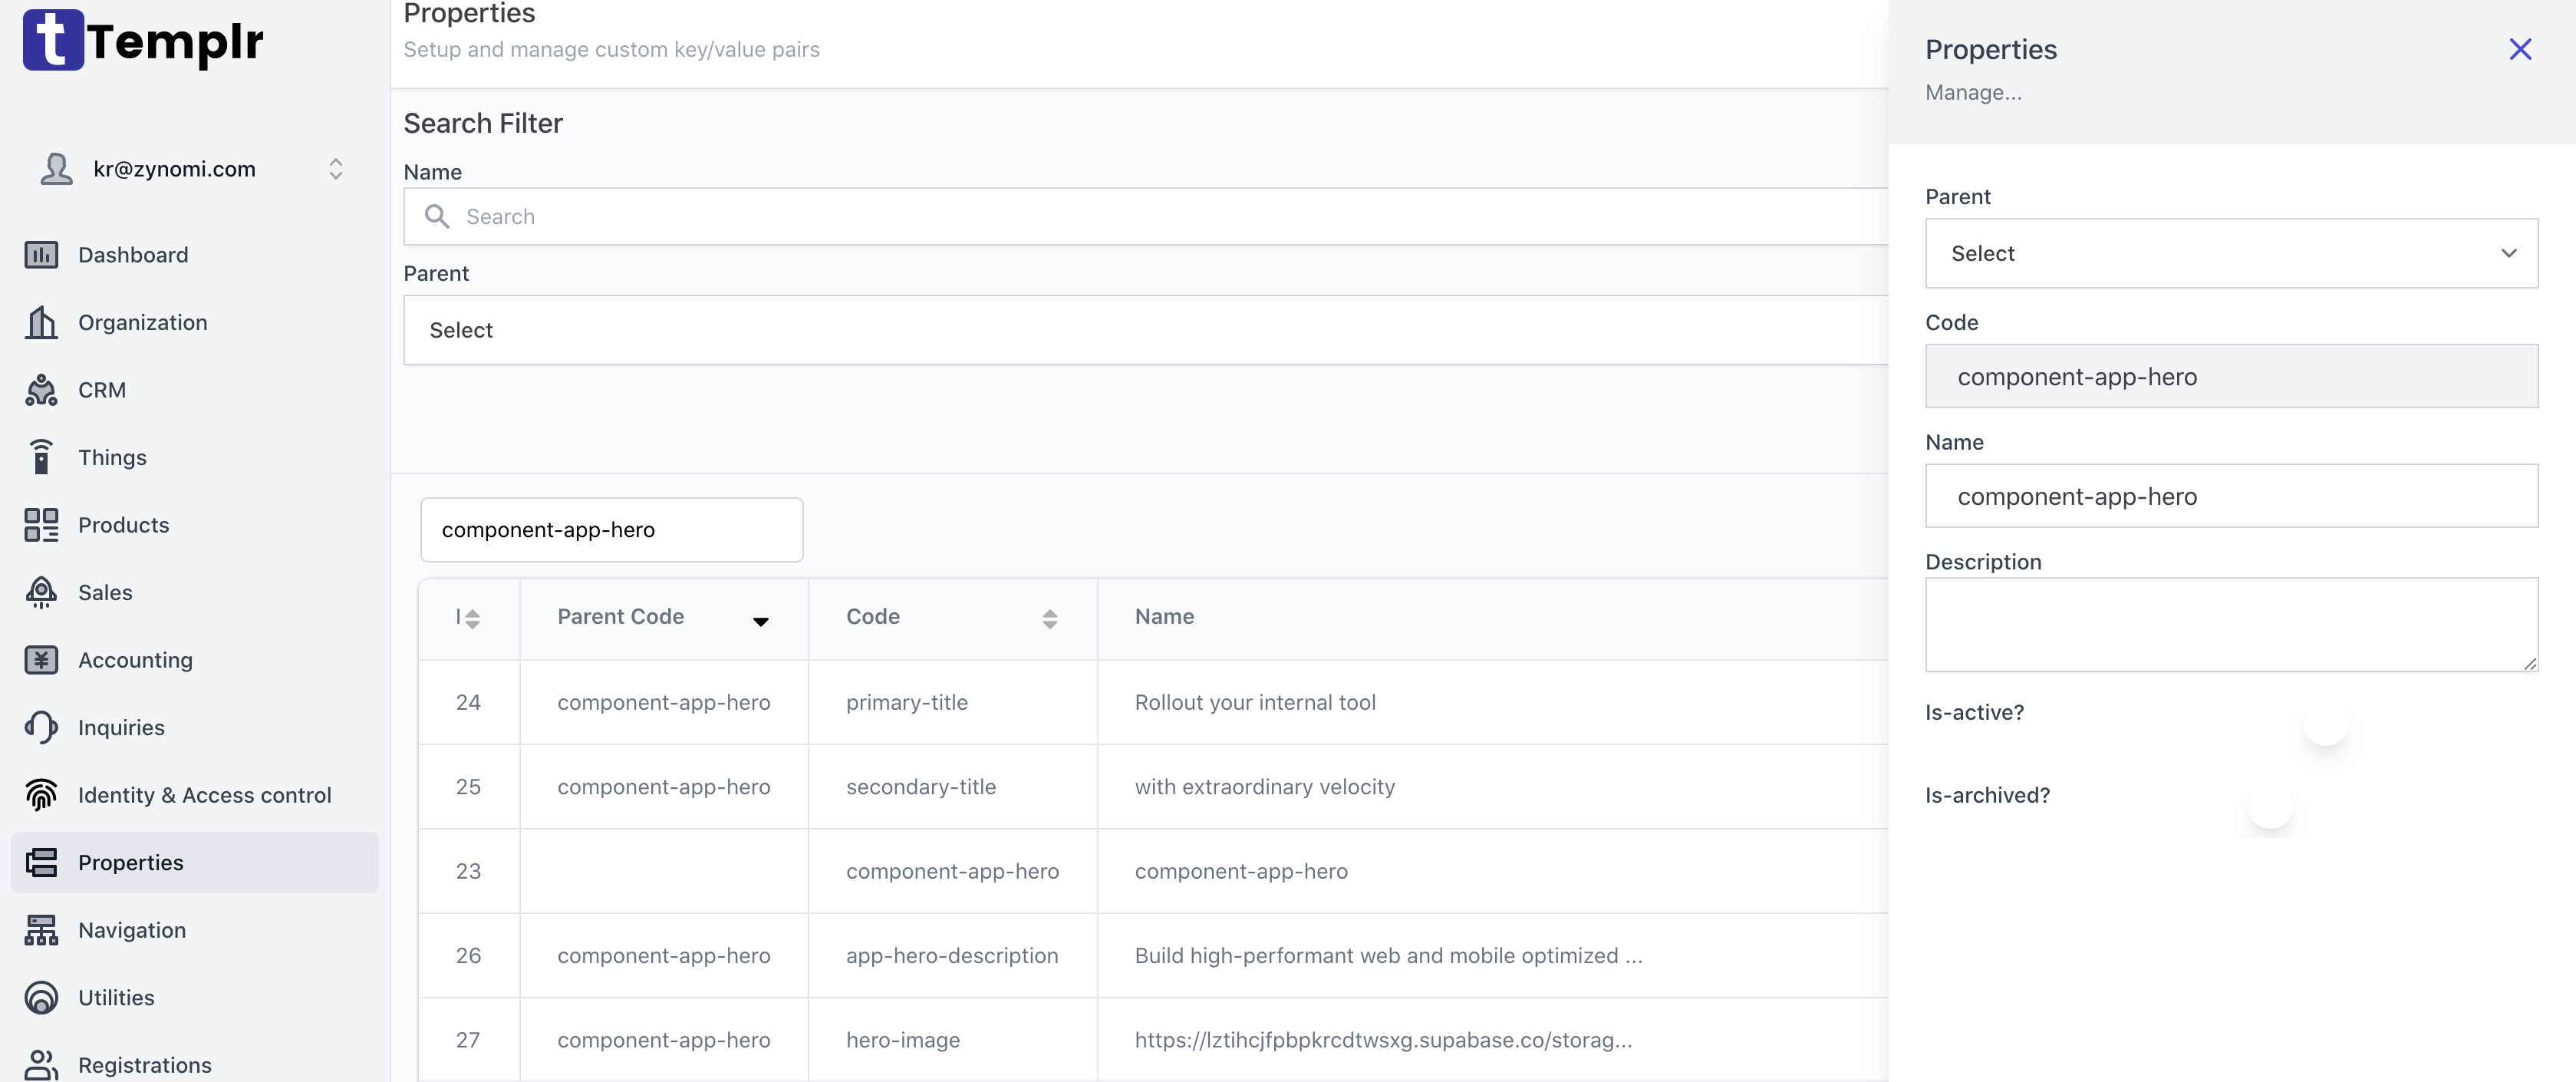 t Templr
kr@zynomi.com
Dashboard
Organization
CRM
Things
Products
Sales
Accounting
Inquiries
Identity & Access control
Properties
Navigation
Utilities
Registrations
Properties
Setup and manage custom key/value pairs
Search Filter
Name
Search
Parent
Select
component-app-hero
I Parent Code Code Name
24 component-app-hero primary-title Rollout your internal tool
25 component-app-hero secondary-title with extraordinary velocity
23 component-app-hero component-app-hero
26 component-app-hero app-hero-description Build high-performant web and mobile optimized ...
27 component-app-hero hero-image https://lztihcjfpbpkrcdtwsxg.supabase.co/storag...
Properties
Manage...
Parent
Select
Code
component-app-hero
Name
component-app-hero
Description
Is-active?
Is-archived?